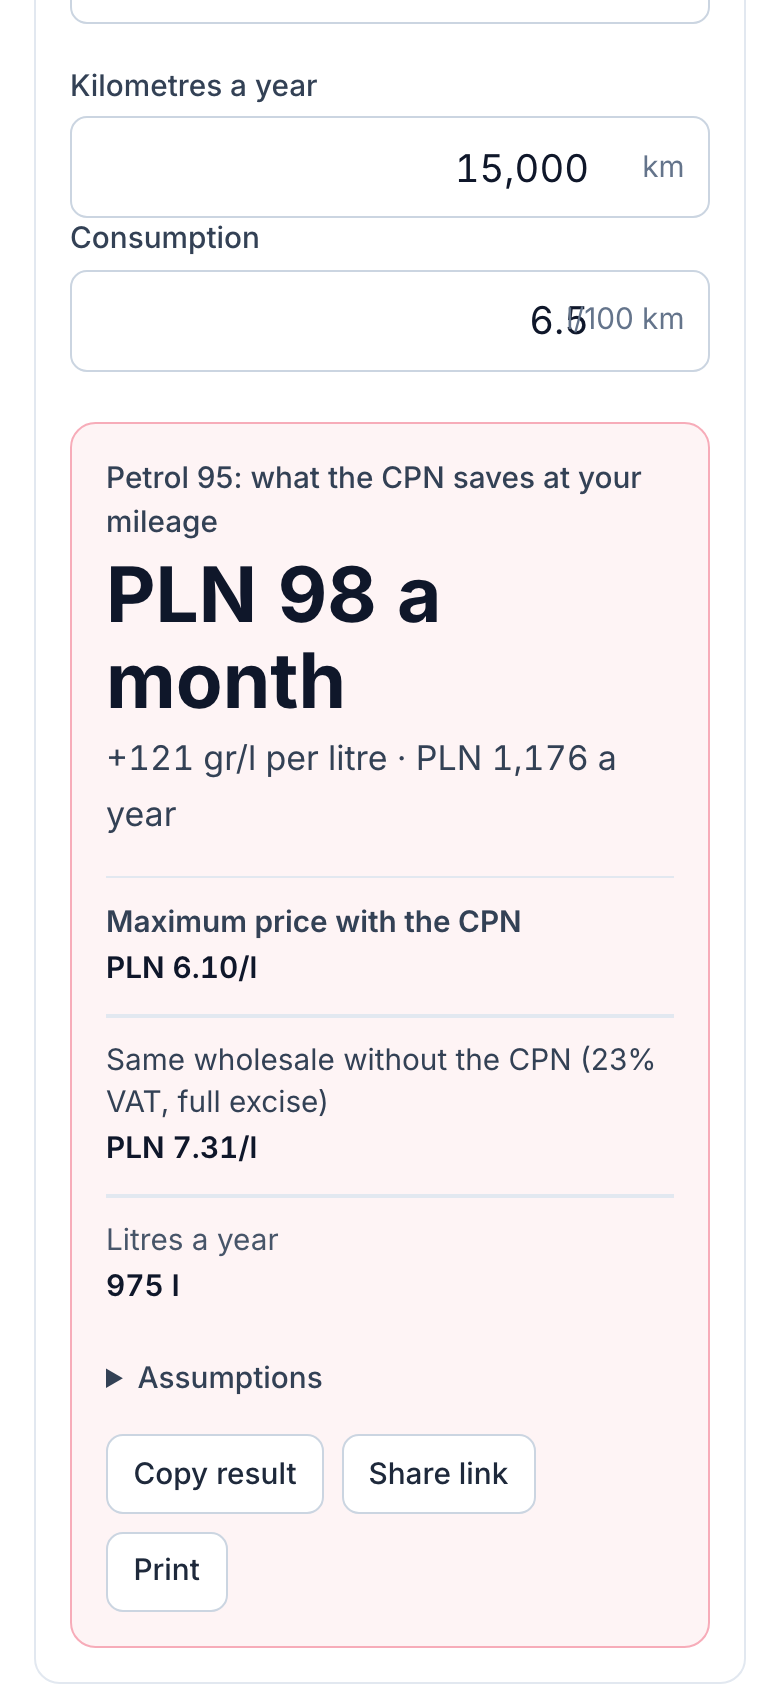 Kilometres a year
15,000 km
Consumption
6.5 l/100 km
Petrol 95: what the CPN saves at your
mileage
PLN 98 a
month
+121 gr/l per litre · PLN 1,176 a
year
Maximum price with the CPN
PLN 6.10/l
Same wholesale without the CPN (23%
VAT, full excise)
PLN 7.31/l
Litres a year
975 l
Assumptions
Copy result
Share link
Print